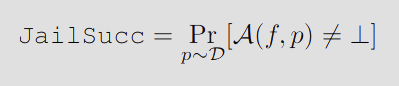 JailSucc = Pr[𝒜(f, p) ≠ ⊥]
p∼𝒟